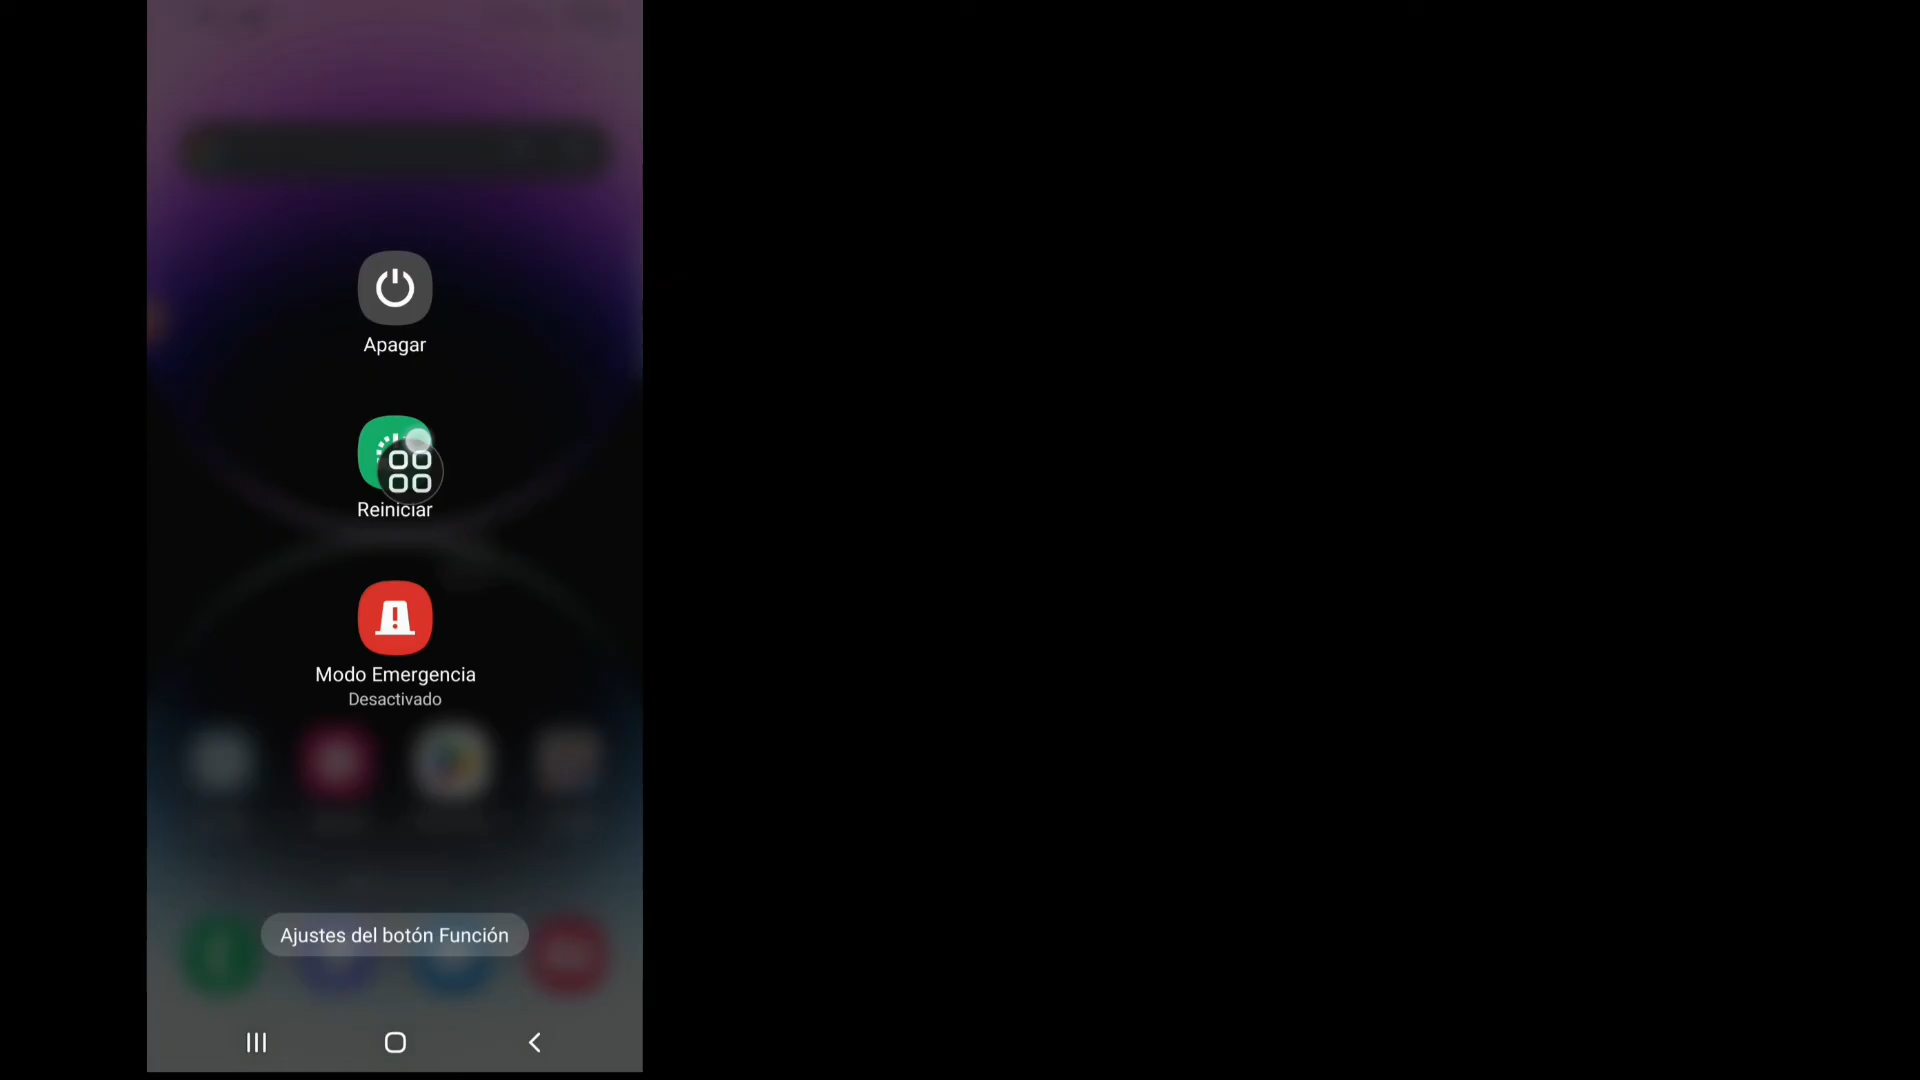 Apagar
Reiniciar
Modo Emergencia
Desactivado
Ajustes del botón Función